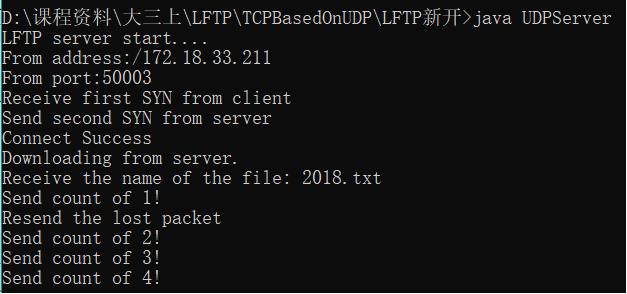 D:\课程资料\大三上\LFTP\TCPBasedOnUDP\LFTP新开>java UDPServer
LFTP server start....
From address:/172.18.33.211
From port:50003
Receive first SYN from client
Send second SYN from server
Connect Success
Downloading from server.
Receive the name of the file: 2018.txt
Send count of 1!
Resend the lost packet
Send count of 2!
Send count of 3!
Send count of 4!